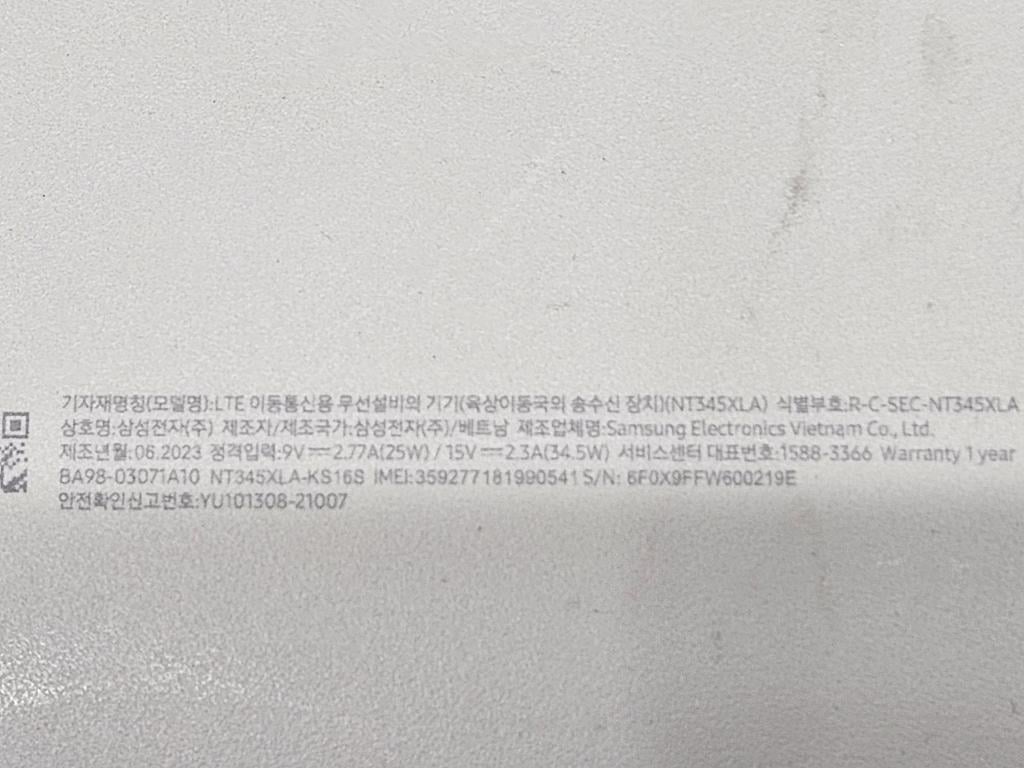 기자재명칭(모델명):LTE 이동통신용 무선설비의 기기(육상이동국의 송수신 장치)(NT345XLA) 식별부호:R-C-SEC-NT345XLA
상호명:삼성전자(주) 제조자/제조국가:삼성전자(주)/베트남 제조업체명:Samsung Electronics Vietnam Co., Ltd.
제조년월:06.2023 정격입력:9V⎓2.77A(25W) / 15V⎓2.3A(34.5W) 서비스센터 대표번호:1588-3366 Warranty 1 year
BA98-03071A10 NT345XLA-KS16S IMEI:359277181990541 S/N: 6F0X9FFW600219E
안전확인신고번호:YU101308-21007